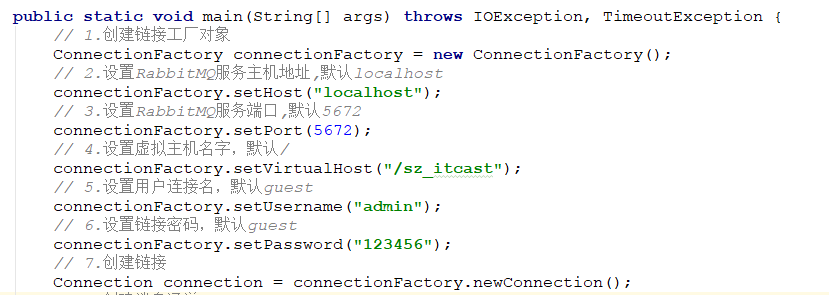 public static void main(String[] args) throws IOException, TimeoutException {
// 1.创建链接工厂对象
ConnectionFactory connectionFactory = new ConnectionFactory();
// 2.设置RabbitMQ服务主机地址,默认localhost
connectionFactory.setHost("localhost");
// 3.设置RabbitMQ服务端口,默认5672
connectionFactory.setPort(5672);
// 4.设置虚拟主机名字，默认/
connectionFactory.setVirtualHost("/sz_itcast");
// 5.设置用户连接名，默认guest
connectionFactory.setUsername("admin");
// 6.设置链接密码，默认guest
connectionFactory.setPassword("123456");
// 7.创建链接
Connection connection = connectionFactory.newConnection();